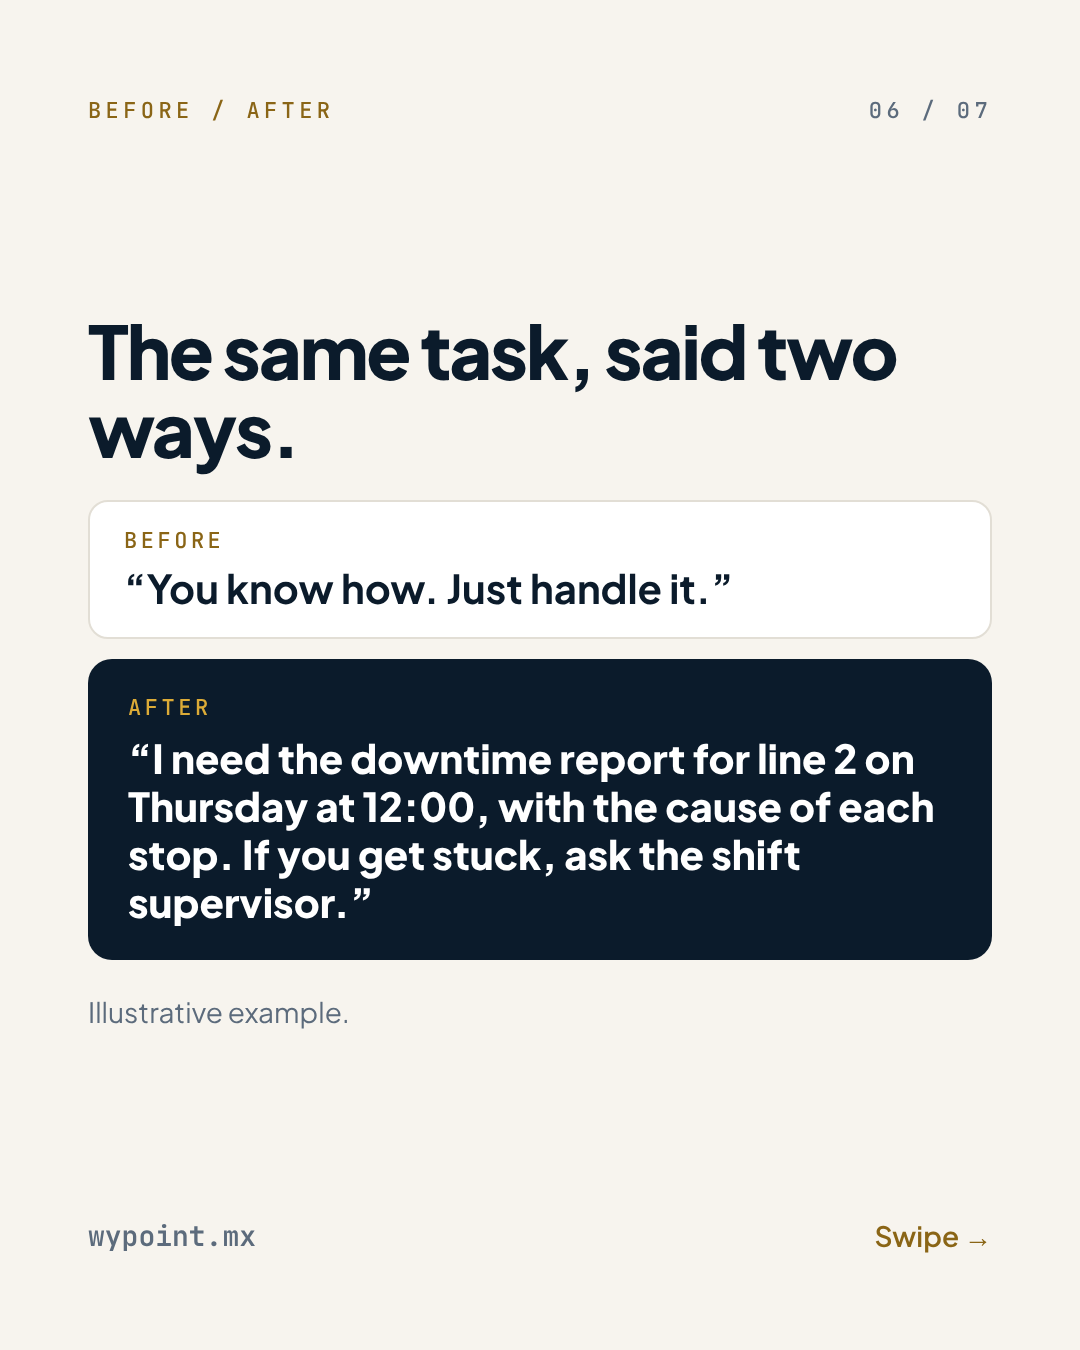 BEFORE / AFTER
06 / 07
The same task, said two
ways.
BEFORE
“You know how. Just handle it.”
AFTER
“I need the downtime report for line 2 on
Thursday at 12:00, with the cause of each
stop. If you get stuck, ask the shift
supervisor.”
Illustrative example.
wypoint.mx
Swipe →